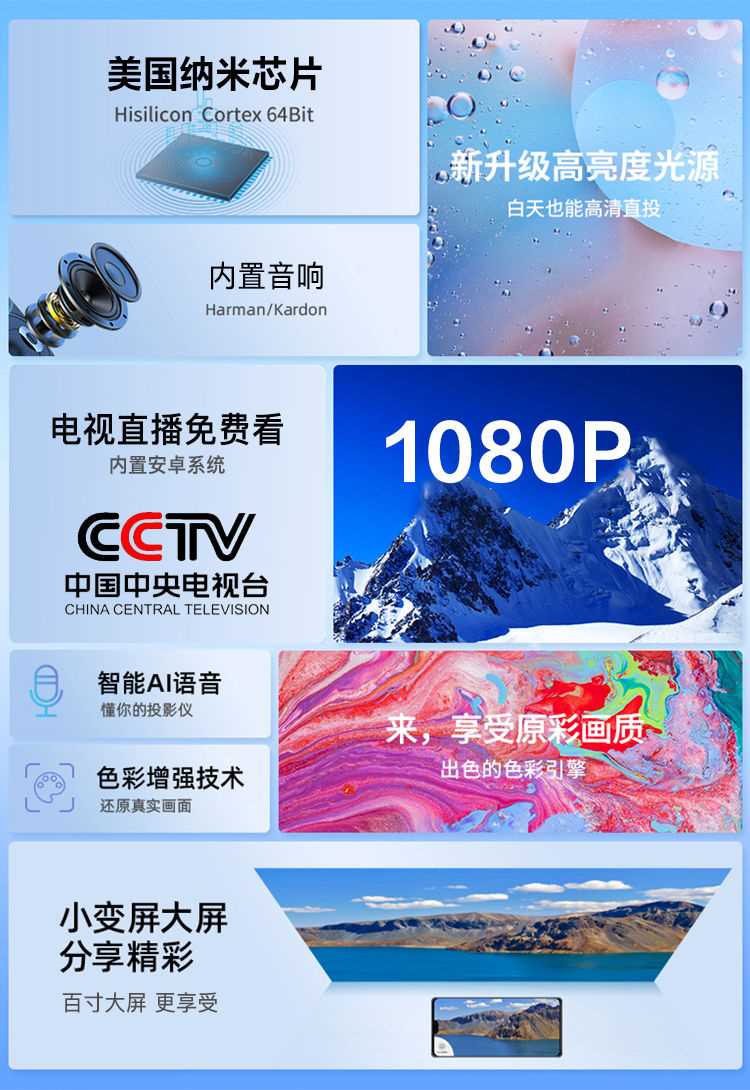 美国纳米芯片
Hisilicon Cortex 64Bit
新升级高亮度光源
白天也能高清直投
内置音响
Harman/Kardon
电视直播免费看
内置安卓系统
CCTV
中国中央电视台
CHINA CENTRAL TELEVISION
1080P
智能AI语音
懂你的投影仪
来，享受原彩画质
出色的色彩引擎
色彩增强技术
还原真实画面
小变屏大屏
分享精彩
百寸大屏 更享受